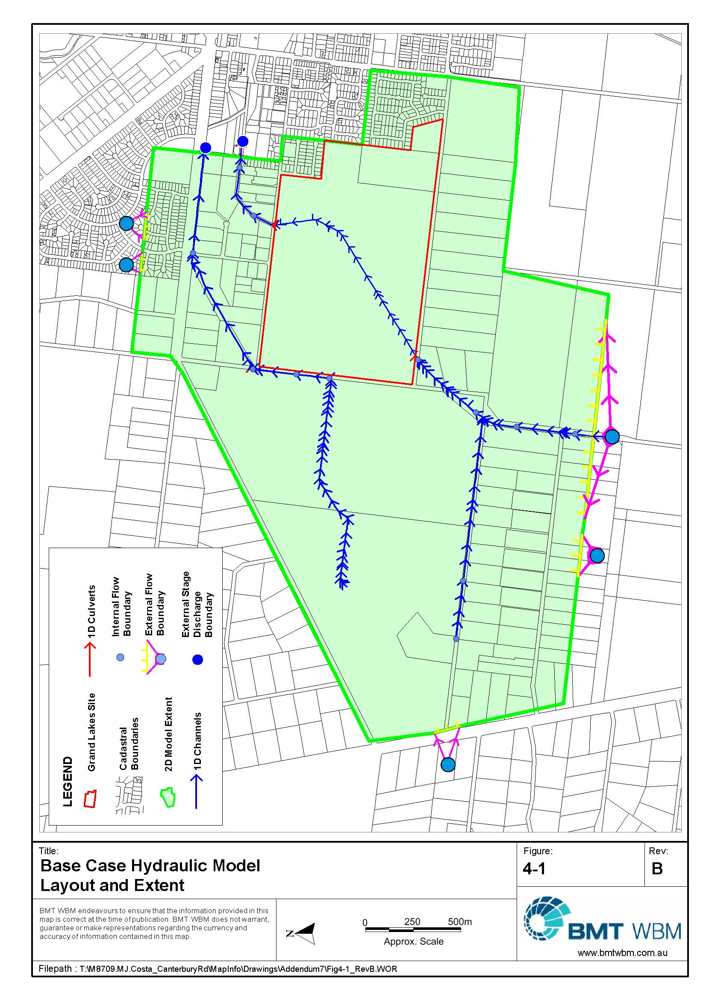 LEGEND
Grand Lakes Site
Cadastral
Boundaries
2D Model Extent
1D Channels
1D Culverts
Internal Flow
Boundary
External Flow
Boundary
External Stage
Discharge
Boundary
Title:
Base Case Hydraulic Model
Layout and Extent
Figure:
4-1
Rev:
B
BMT WBM endeavours to ensure that the information provided in this
map is correct at the time of publication. BMT WBM does not warrant,
guarantee or make representations regarding the currency and
accuracy of information contained in this map.
N
0 250 500m
Approx. Scale
BMT WBM
www.bmtwbm.com.au
Filepath : T:\M8709.MJ.Costa_CanterburyRd\MapInfo\Drawings\Addendum7\Fig4-1_RevB.WOR